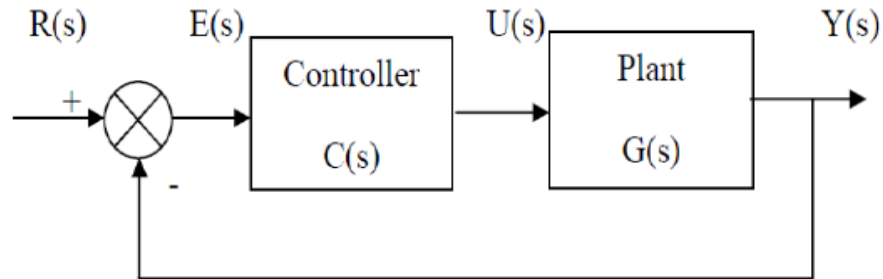 R(s)
E(s)
U(s)
Y(s)
+
-
Controller
C(s)
Plant
G(s)